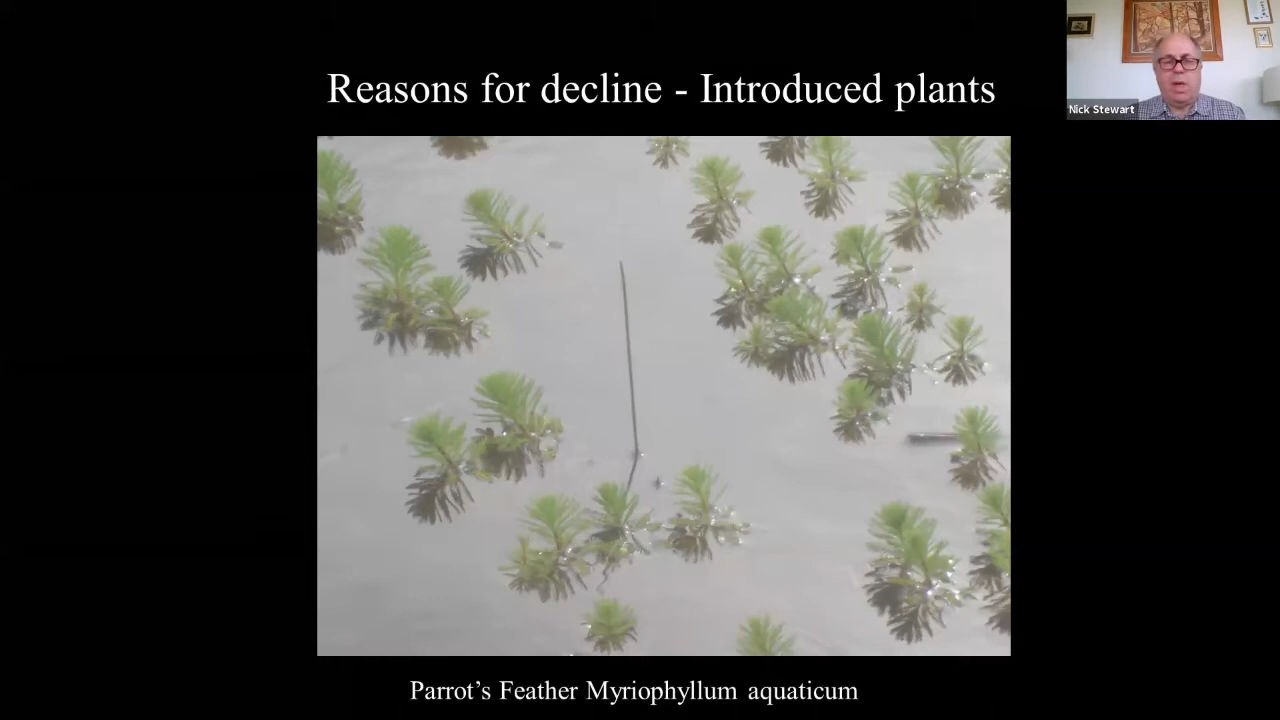 Reasons for decline - Introduced plants
Nick Stewart
Parrot’s Feather Myriophyllum aquaticum